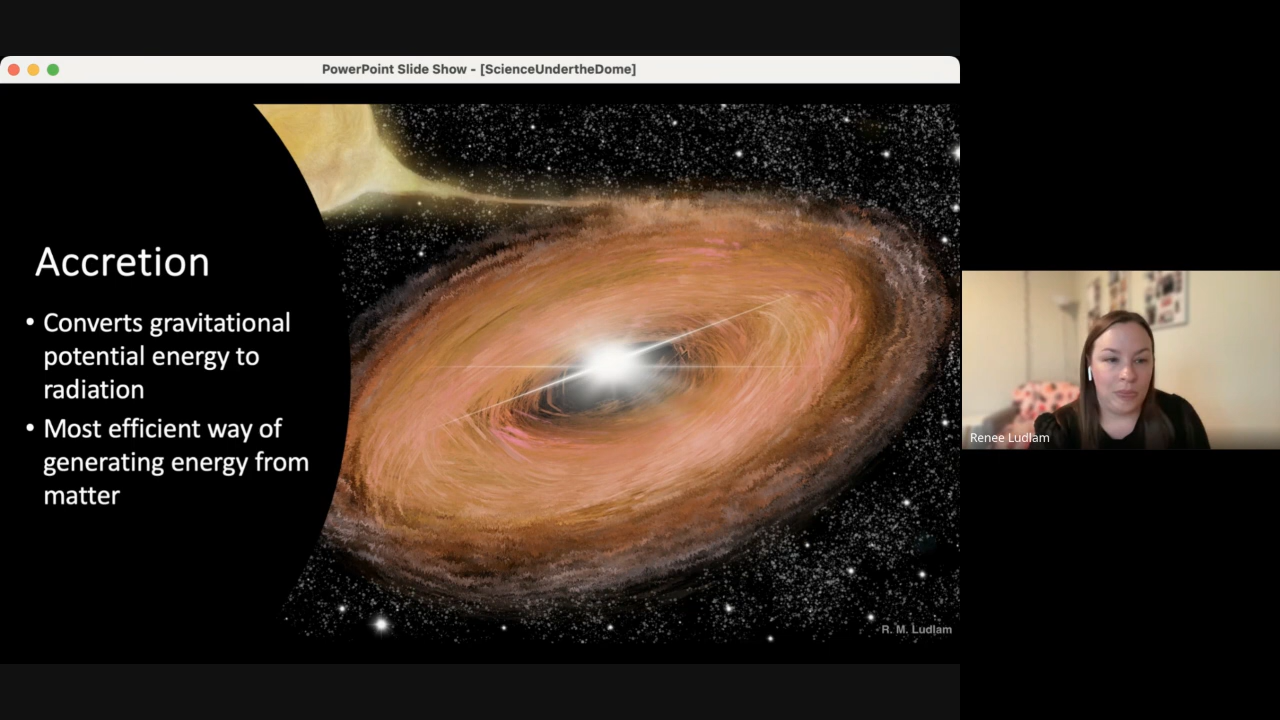 PowerPoint Slide Show - [ScienceUndertheDome]
Accretion
• Converts gravitational
potential energy to
radiation
• Most efficient way of
generating energy from
matter
R. M. Ludlam
Renee Ludlam